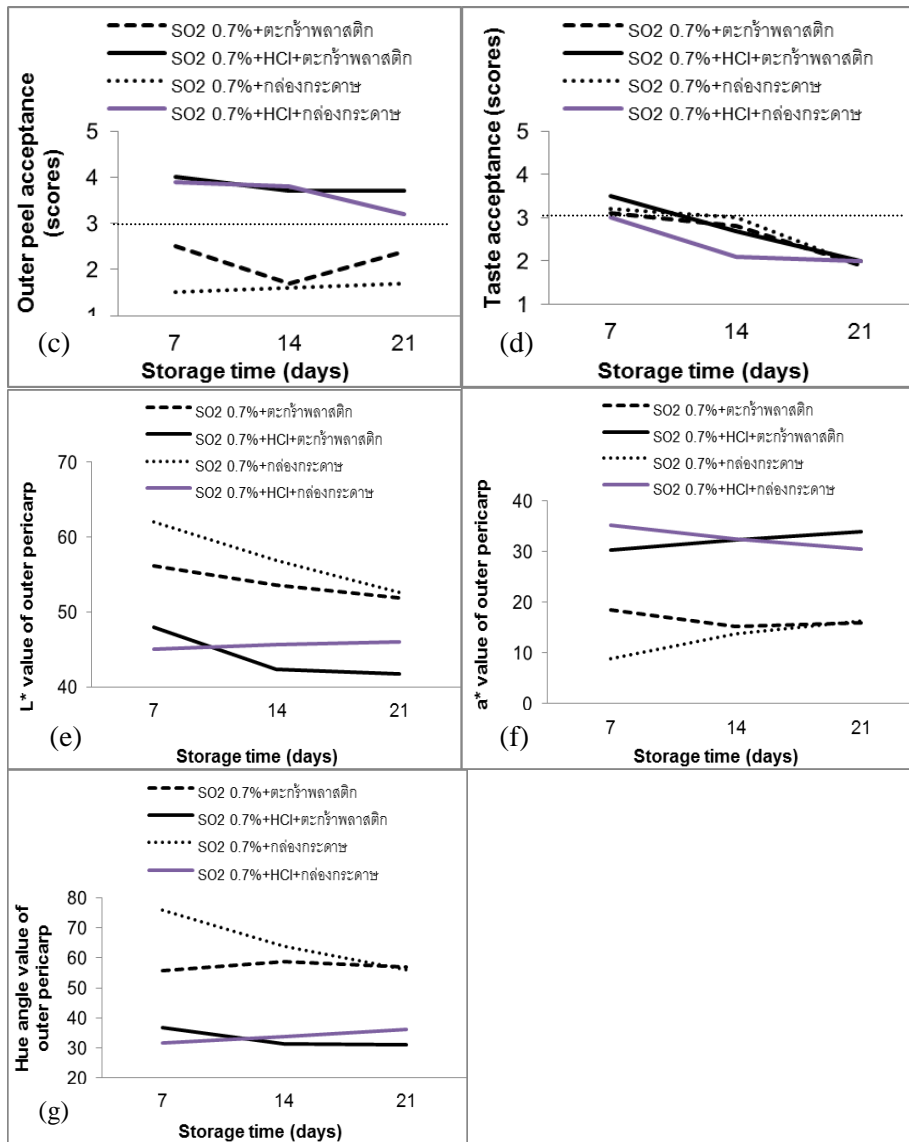 SO2 0.7%+ตะกร้าพลาสติก
SO2 0.7%+HCl+ตะกร้าพลาสติก
SO2 0.7%+กล่องกระดาษ
SO2 0.7%+HCl+กล่องกระดาษ
Outer peel acceptance
(scores)
5
4
3
2
1
7 14 21
Storage time (days)
(c)
SO2 0.7%+ตะกร้าพลาสติก
SO2 0.7%+HCl+ตะกร้าพลาสติก
SO2 0.7%+กล่องกระดาษ
SO2 0.7%+HCl+กล่องกระดาษ
Taste acceptance (scores)
5
4
3
2
1
7 14 21
Storage time (days)
(d)
SO2 0.7%+ตะกร้าพลาสติก
SO2 0.7%+HCl+ตะกร้าพลาสติก
SO2 0.7%+กล่องกระดาษ
SO2 0.7%+HCl+กล่องกระดาษ
L* value of outer pericarp
70
60
50
40
7 14 21
Storage time (days)
(e)
SO2 0.7%+ตะกร้าพลาสติก
SO2 0.7%+HCl+ตะกร้าพลาสติก
SO2 0.7%+กล่องกระดาษ
SO2 0.7%+HCl+กล่องกระดาษ
a* value of outer pericarp
40
30
20
10
0
7 14 21
Storage time (days)
(f)
SO2 0.7%+ตะกร้าพลาสติก
SO2 0.7%+HCl+ตะกร้าพลาสติก
SO2 0.7%+กล่องกระดาษ
SO2 0.7%+HCl+กล่องกระดาษ
Hue angle value of
outer pericarp
80
70
60
50
40
30
20
7 14 21
Storage time (days)
(g)